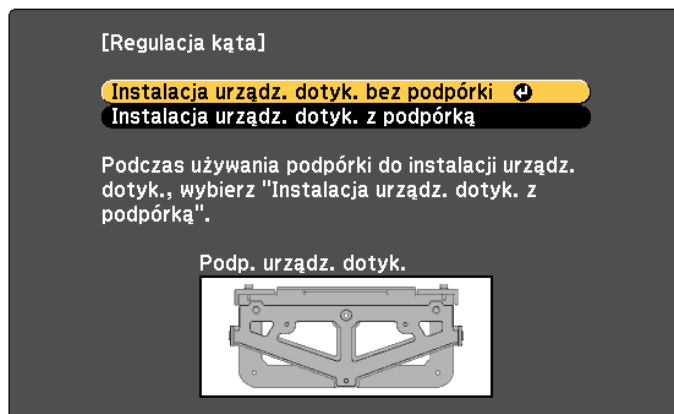 [Regulacja kąta]
Instalacja urządz. dotyk. bez podpórki
Instalacja urządz. dotyk. z podpórką
Podczas używania podpórki do instalacji urządz.
dotyk., wybierz "Instalacja urządz. dotyk. z
podpórką".
Podp. urządz. dotyk.